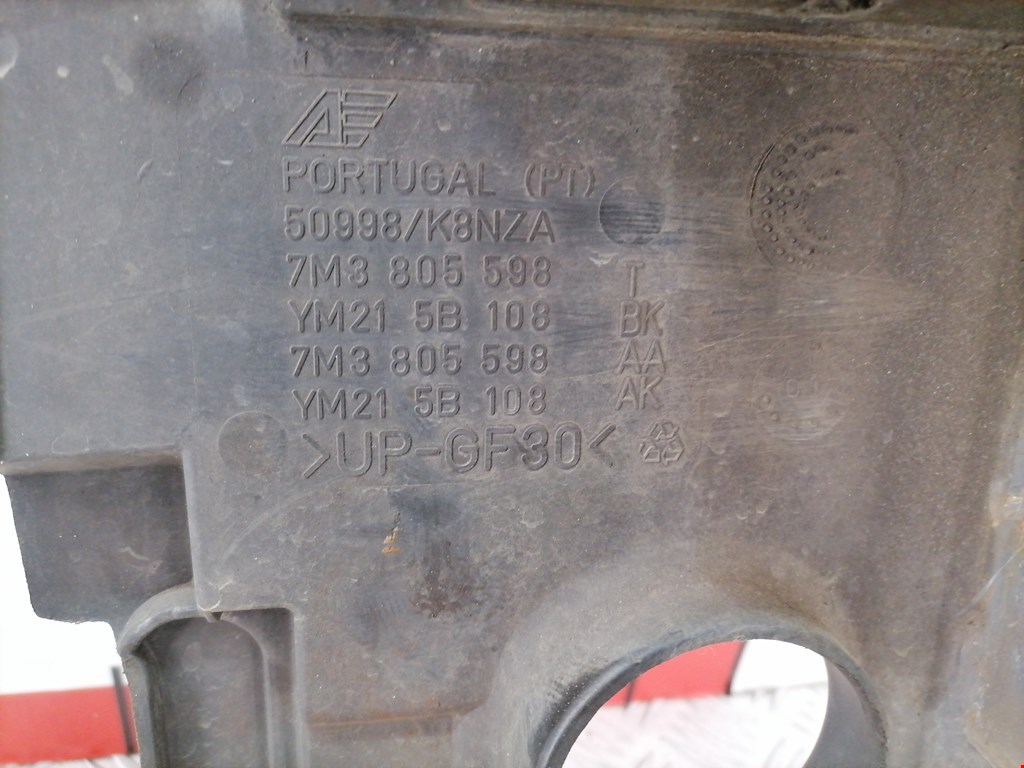 AE
PORTUGAL (PT)
50998/K8NZA
7M3 805 598 T
YM21 5B 108 BK
7M3 805 598 AA
YM21 5B 108 AK
>UP-GF30<